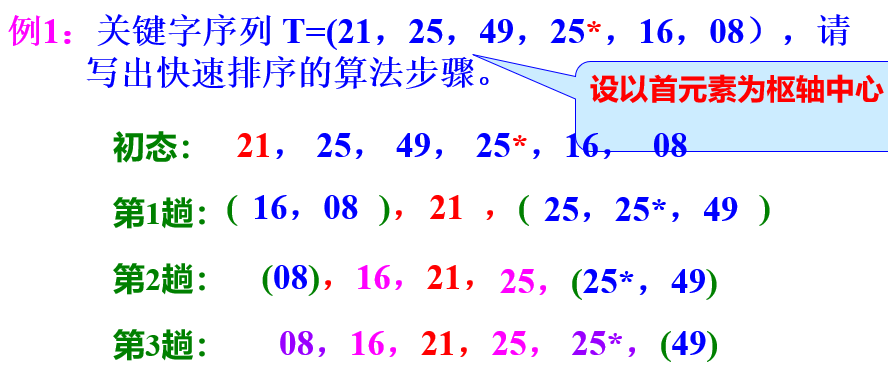 例1：关键字序列 T=(21，25，49，25*，16，08），请
写出快速排序的算法步骤。
设以首元素为枢轴中心
初态： 21， 25， 49， 25*，16， 08
第1趟：( 16，08 )，21 ，( 25，25*，49 )
第2趟： (08)，16，21，25，(25*，49)
第3趟： 08，16，21，25， 25*，(49)